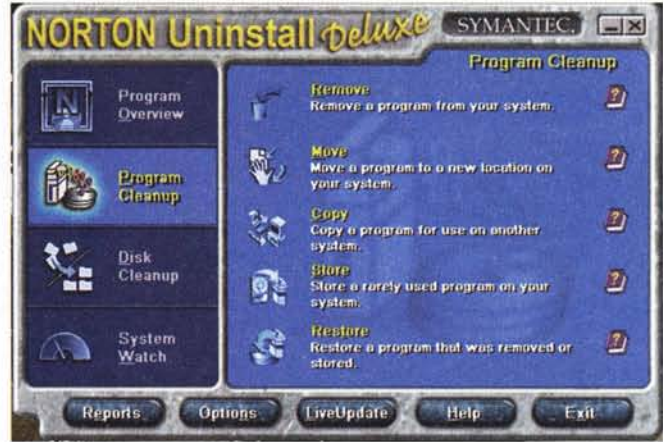 NORTON Uninstall Deluxe
SYMANTEC.
Program
Overview
Program
Cleanup
Disk
Cleanup
System
Watch
Program Cleanup
Remove
Remove a program from your system.
Move
Move a program to a new location on
your system.
Copy
Copy a program for use on another
system.
Store
Store a rarely used program on your
system.
Restore
Restore a program that was removed or
stored.
Reports
Options
LiveUpdate
Help
Exit